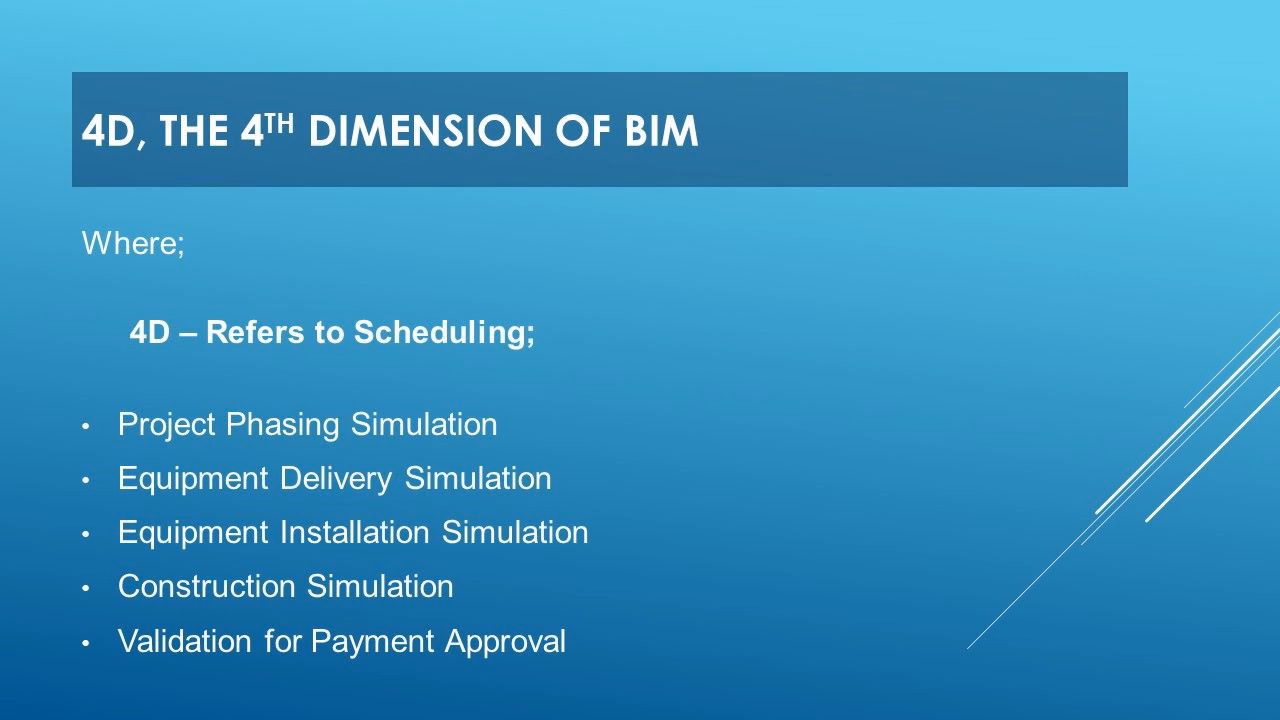 4D, THE 4TH DIMENSION OF BIM
Where;
4D – Refers to Scheduling;
• Project Phasing Simulation
• Equipment Delivery Simulation
• Equipment Installation Simulation
• Construction Simulation
• Validation for Payment Approval